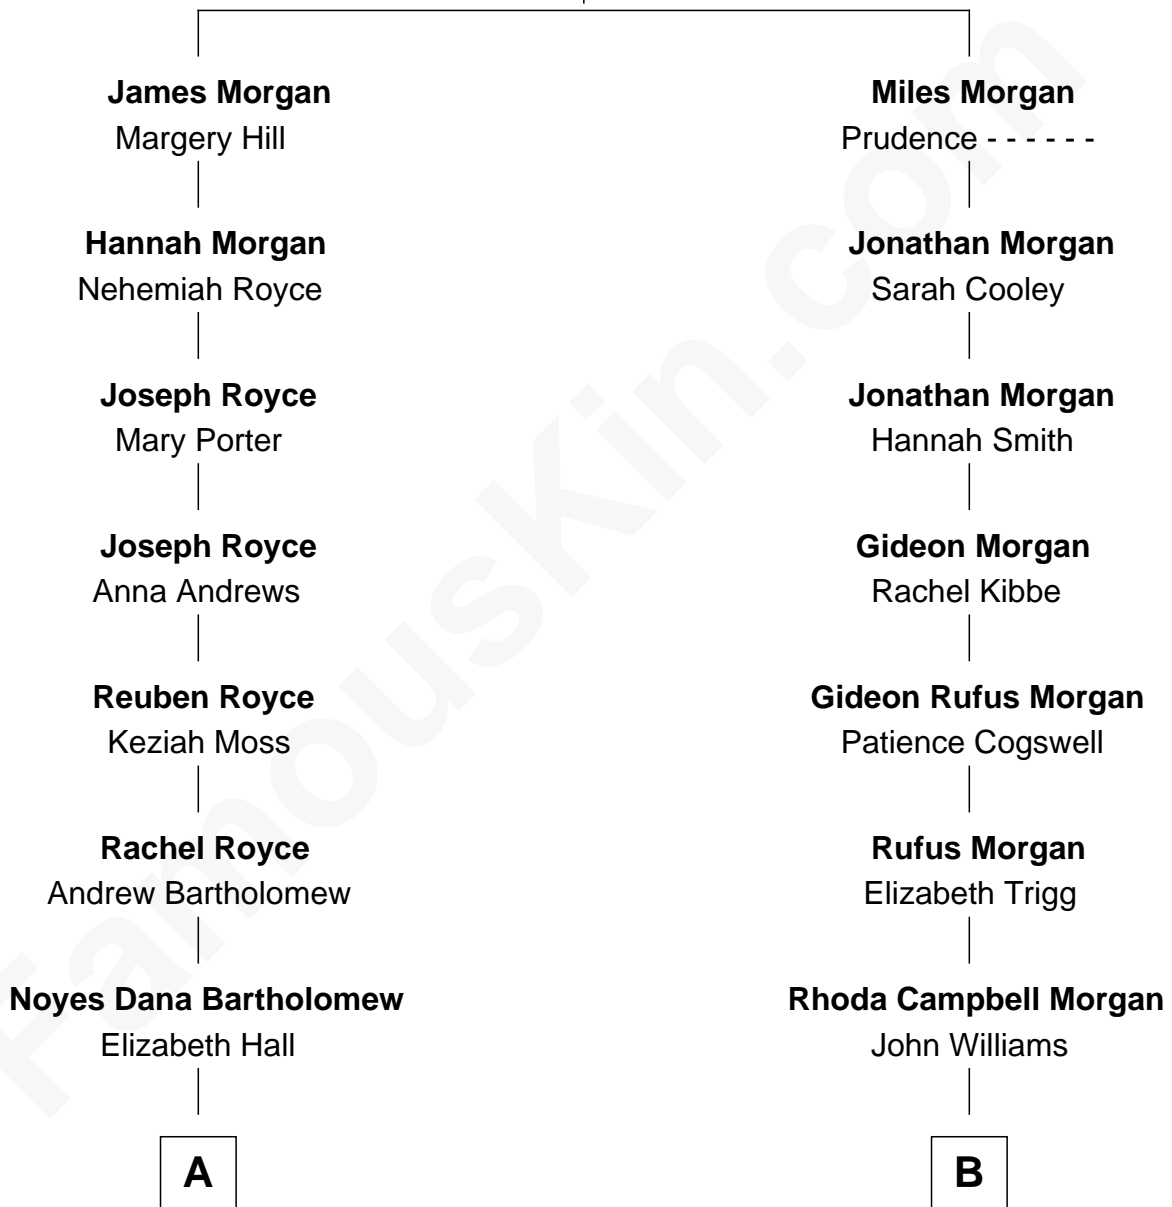 James Morgan
Margery Hill
Hannah Morgan
Nehemiah Royce
Joseph Royce
Mary Porter
Joseph Royce
Anna Andrews
Reuben Royce
Keziah Moss
Rachel Royce
Andrew Bartholomew
Noyes Dana Bartholomew
Elizabeth Hall
A
Miles Morgan
Prudence - - - - - -
Jonathan Morgan
Sarah Cooley
Jonathan Morgan
Hannah Smith
Gideon Morgan
Rachel Kibbe
Gideon Rufus Morgan
Patience Cogswell
Rufus Morgan
Elizabeth Trigg
Rhoda Campbell Morgan
John Williams
B
FamousKin.com